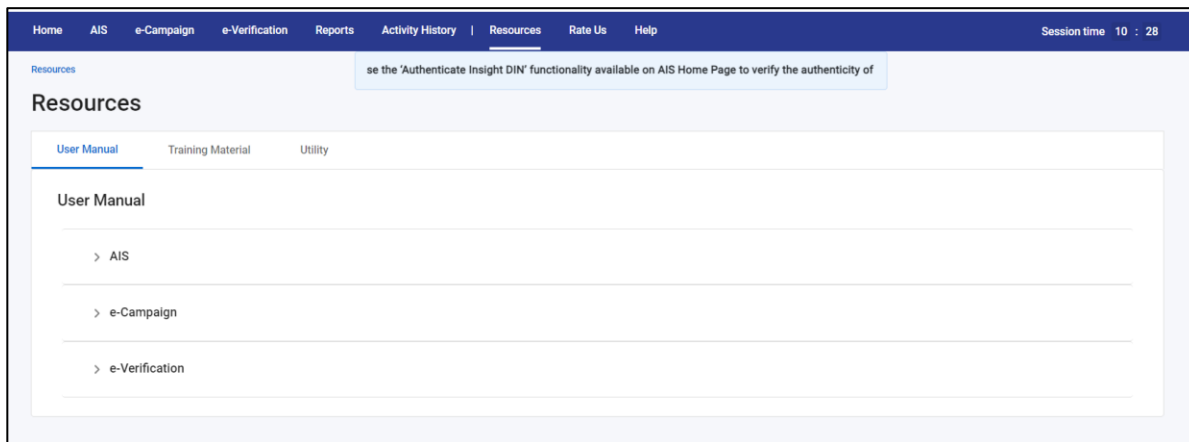 Home AIS e-Campaign e-Verification Reports Activity History | Resources Rate Us Help Session time 10 : 28
Resources
se the 'Authenticate Insight DIN' functionality available on AIS Home Page to verify the authenticity of
Resources
User Manual Training Material Utility
User Manual
> AIS
> e-Campaign
> e-Verification